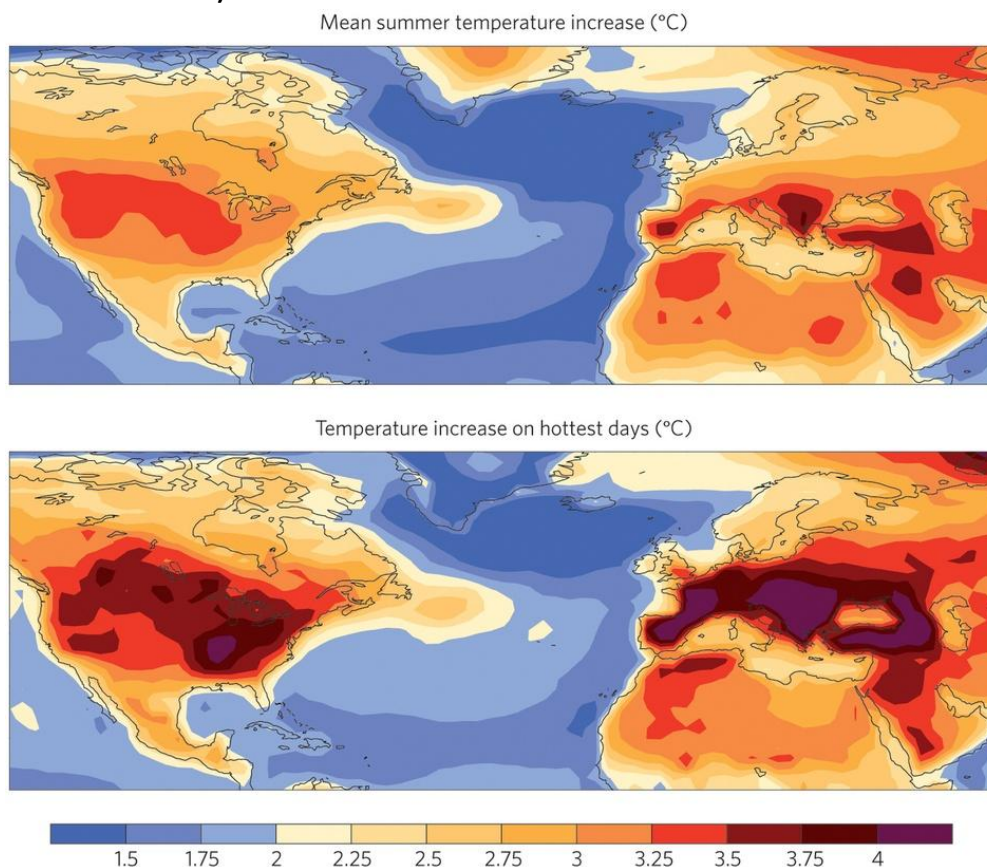 Mean summer temperature increase (°C)
Temperature increase on hottest days (°C)
1.5 1.75 2 2.25 2.5 2.75 3 3.25 3.5 3.75 4